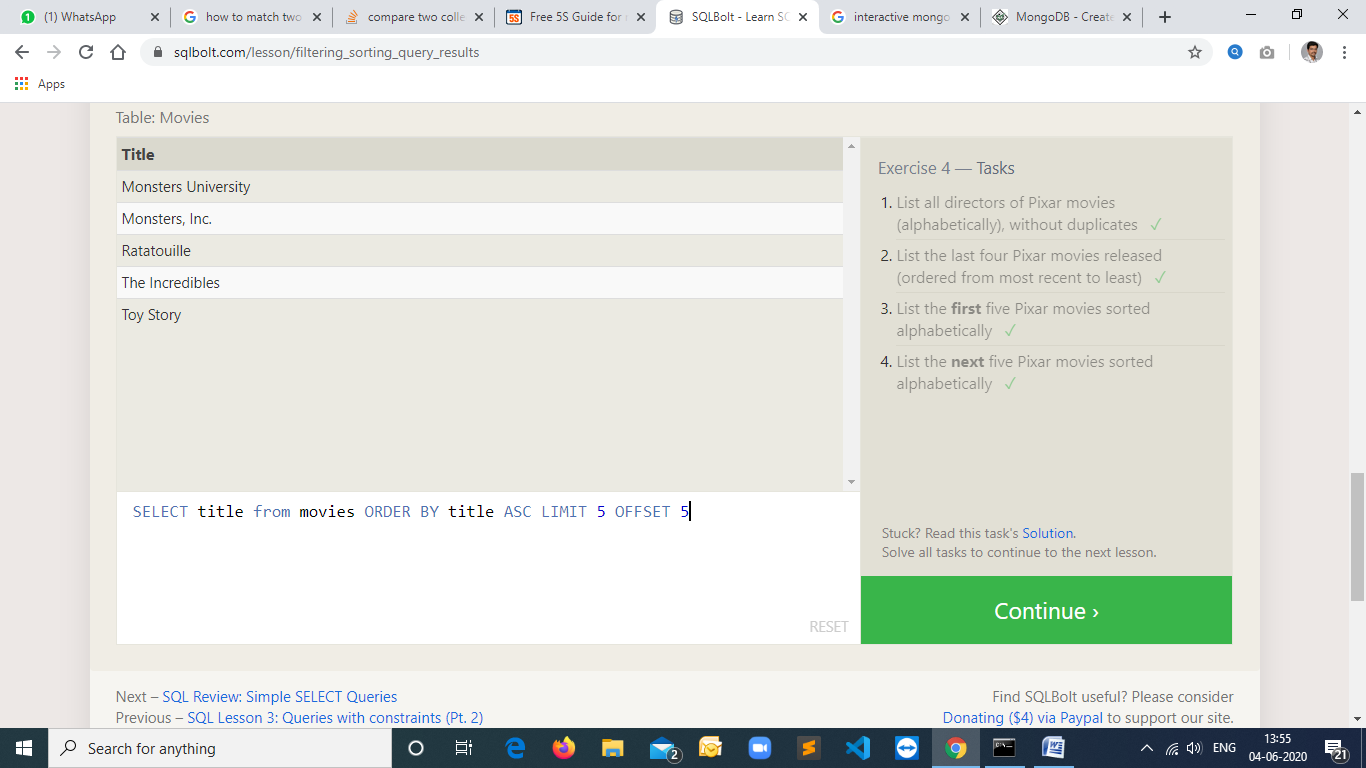 (1) WhatsApp
how to match two
compare two colle
Free 5S Guide for
SQLBolt - Learn SQ
interactive mongo
MongoDB - Create
sqlbolt.com/lesson/filtering_sorting_query_results
Apps
Table: Movies
Title
Monsters University
Monsters, Inc.
Ratatouille
The Incredibles
Toy Story
SELECT title from movies ORDER BY title ASC LIMIT 5 OFFSET 5
RESET
Exercise 4 — Tasks
1. List all directors of Pixar movies
(alphabetically), without duplicates ✓
2. List the last four Pixar movies released
(ordered from most recent to least) ✓
3. List the first five Pixar movies sorted
alphabetically ✓
4. List the next five Pixar movies sorted
alphabetically ✓
Stuck? Read this task's Solution.
Solve all tasks to continue to the next lesson.
Continue ›
Next – SQL Review: Simple SELECT Queries
Previous – SQL Lesson 3: Queries with constraints (Pt. 2)
Find SQLBolt useful? Please consider
Donating ($4) via Paypal to support our site.
Search for anything
2
ENG
13:55
04-06-2020
21